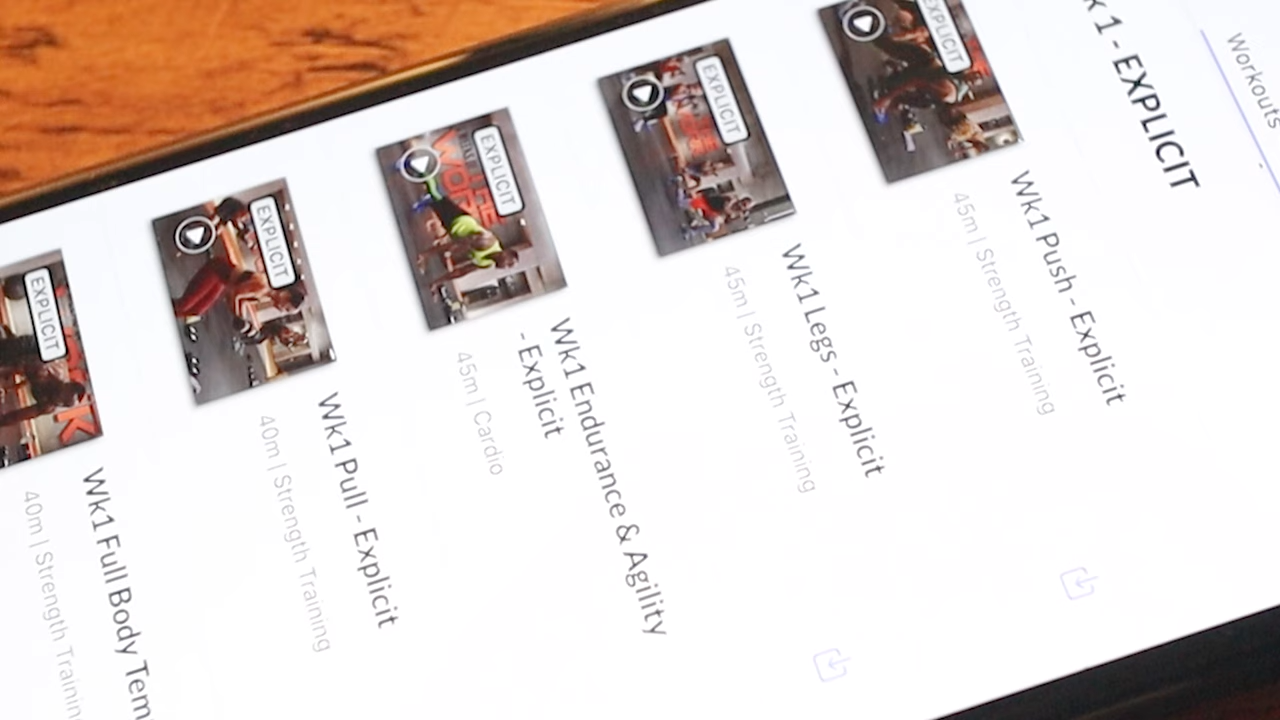 Workouts
k 1 - EXPLICIT
EXPLICIT
Wk1 Push - Explicit
45m | Strength Training
EXPLICIT
Wk1 Legs - Explicit
45m | Strength Training
EXPLICIT
Wk1 Endurance & Agility
- Explicit
45m | Cardio
EXPLICIT
Wk1 Pull - Explicit
40m | Strength Training
EXPLICIT
Wk1 Full Body Tem
40m | Strength Training